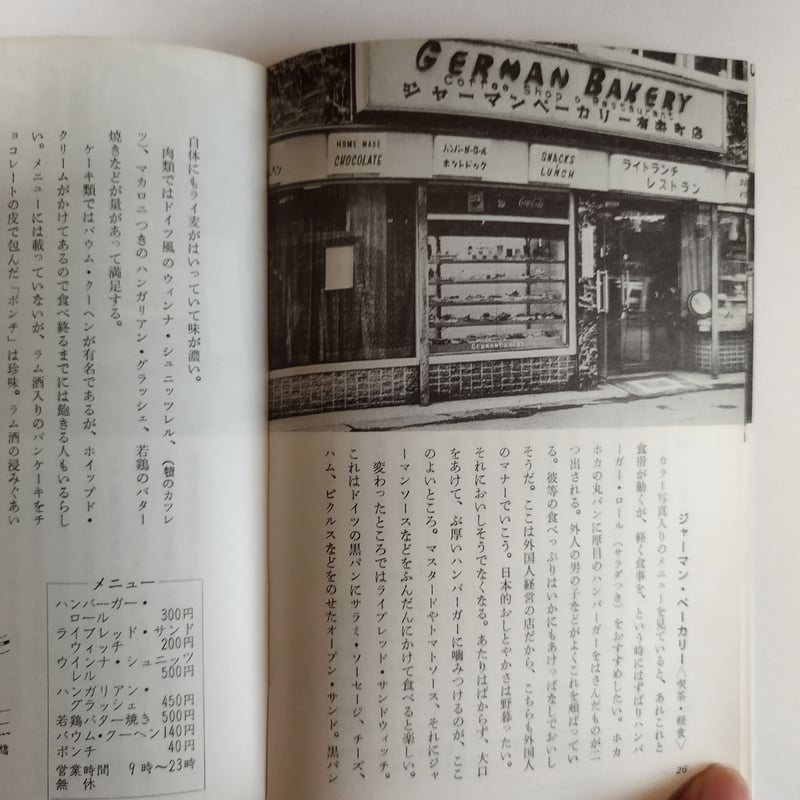 GERMAN BAKERY
Coffee Shop & Restaurant
ジャーマンベーカリー有楽町店
HOME MADE
CHOCOLATE
ハンバーガーロール
ホットドック
SNACKS
LUNCH
ライトランチ
レストラン
GERMAN BAKERY
ジャーマン・ベーカリー〈喫茶・軽食〉
カラー写真入りのメニューを見ていると、あれこれと
食指が動くが、軽く食事を、という時にはずばりハンバ
ーガー・ロール（サラダつき）をおすすめしたい。ホカ
ホカの丸パンに厚目のハンバーガーをはさんだものが二
つ出される。外人の男の子などがよくこれを頬ばってい
る。彼等の食べっぷりはいかにもあけっぱなしでおいし
そうだ。ここは外国人経営の店だから、こちらも外国人
のマナーでいこう。日本的おしとやかさは野暮ったい。
それにおいしそうでなくなる。あたりはばからず、大口
をあけて、ぶ厚いハンバーガーに噛みつけるのが、ここ
のよいところ。マスタードやトマトソース、それにジャ
ーマンソースなどをふんだんにかけて食べると楽しい。
変わったところではライブレッド・サンドウィッチ。
これはドイツの黒パンにサラミ・ソーセージ、チーズ、
ハム、ピクルスなどをのせたオープン・サンド。黒パン
26
自体にもライ麦がはいっていて味が濃い。
肉類ではドイツ風のウィンナ・シュニッツレル、（犢のカツレ
ツ）、マカロニつきのハンガリアン・グラッシェ、若鶏のバター
焼きなどが量があって満足する。
ケーキ類ではバウム・クーヘンが有名であるが、ホイップド・
クリームがかけてあるので食べ終るまでには飽きる人もいるらし
い。メニューには載っていないが、ラム酒入りのパンケーキをチ
ョコレートの皮で包んだ「ポンチ」は珍味。ラム酒の浸みぐあい
メニュー
ハンバーガー・
ロール 300円
ライブレッド・サンド
ウィッチ 200円
ウインナ・シュニッツ
レル 500円
ハンガリアン・
グラッシェ 450円
若鶏バター焼き 500円
バウム・クーヘン 140円
ポンチ 40円
営業時間 9時〜23時
無休